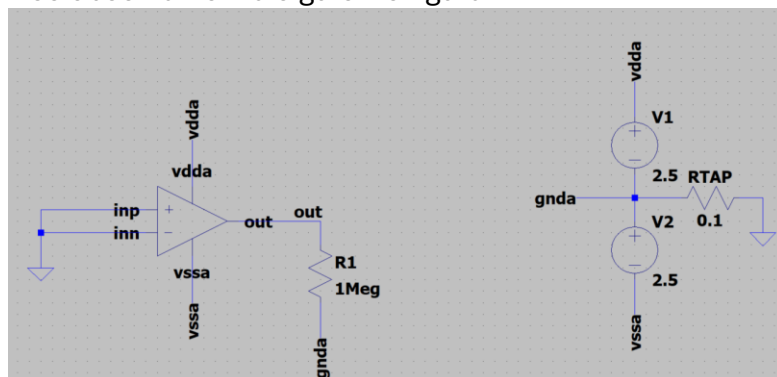 vdda
vdda
inp
inn
out
out
vssa
vssa
R1
1Meg
gnda
vdda
V1
2.5
RTAP
0.1
gnda
V2
2.5
vssa